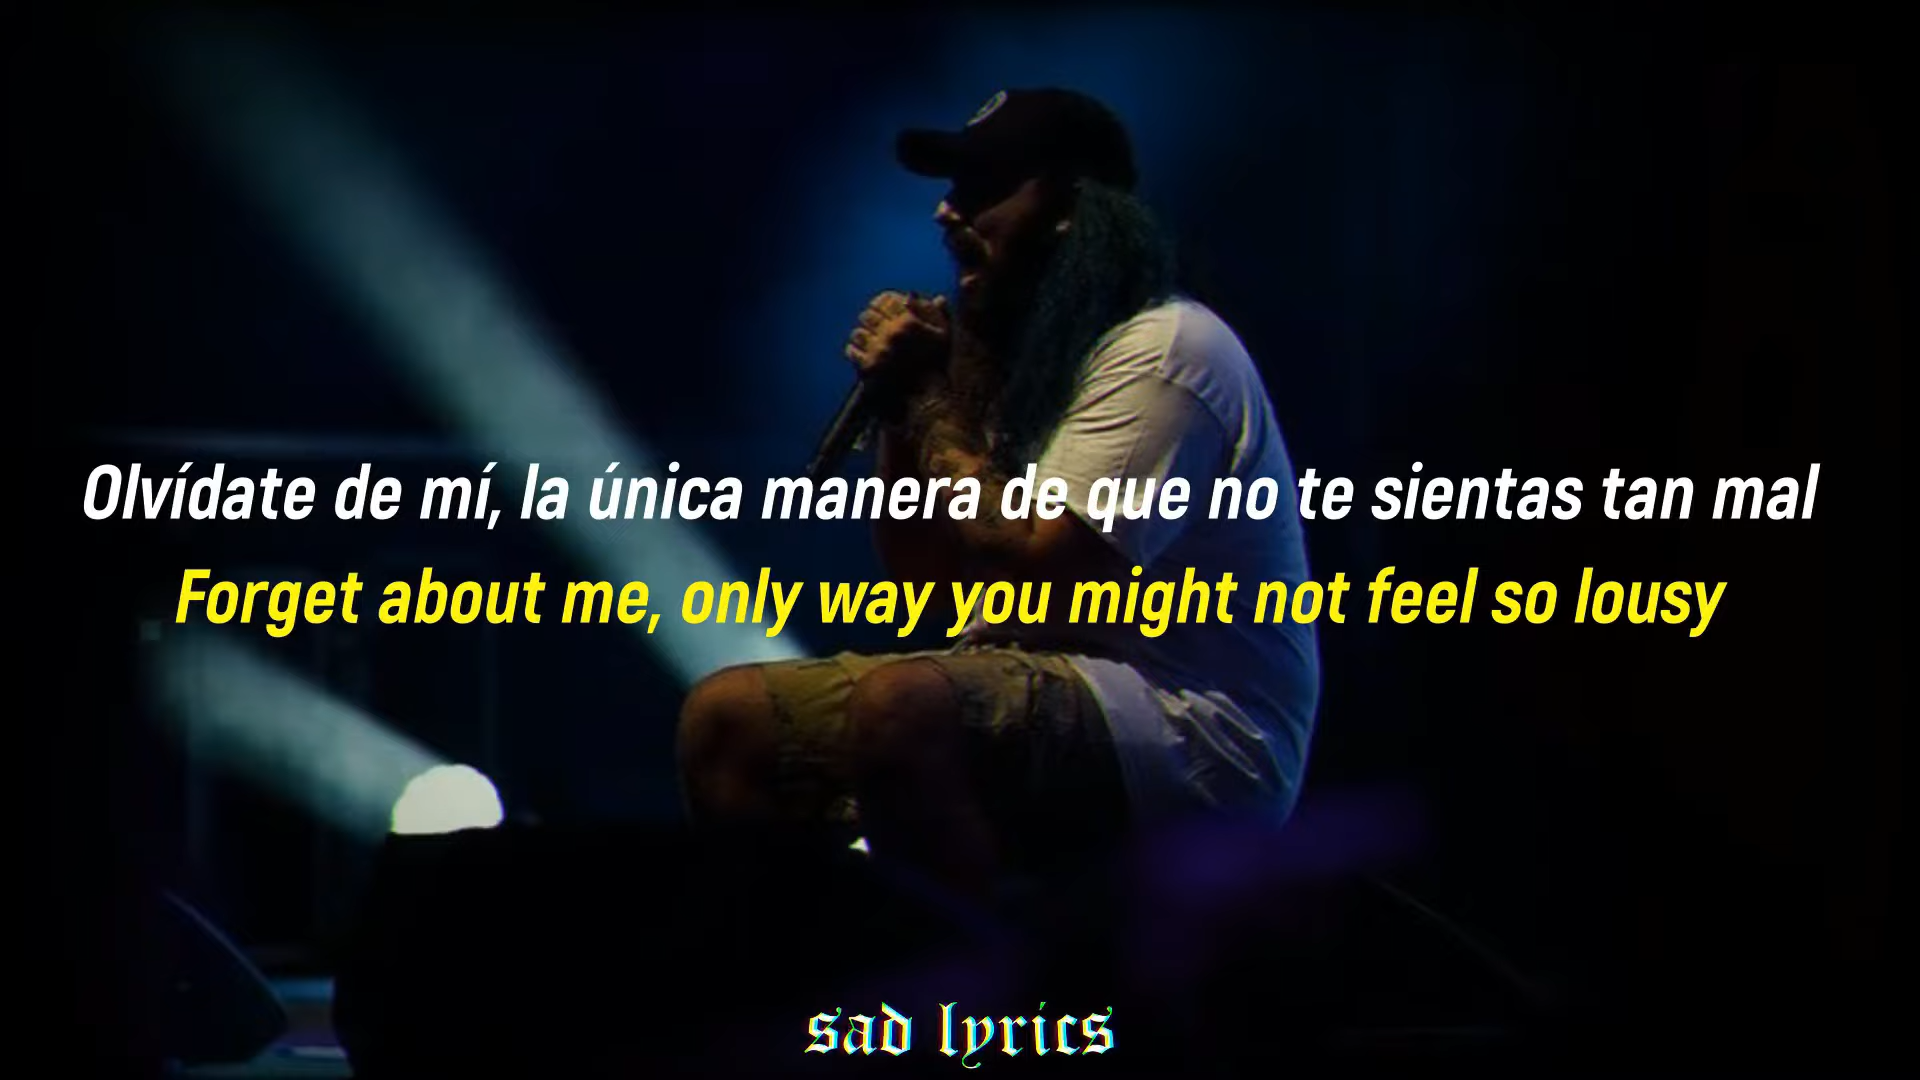 Olvídate de mí, la única manera de que no te sientas tan mal
Forget about me, only way you might not feel so lousy
sad lyrics